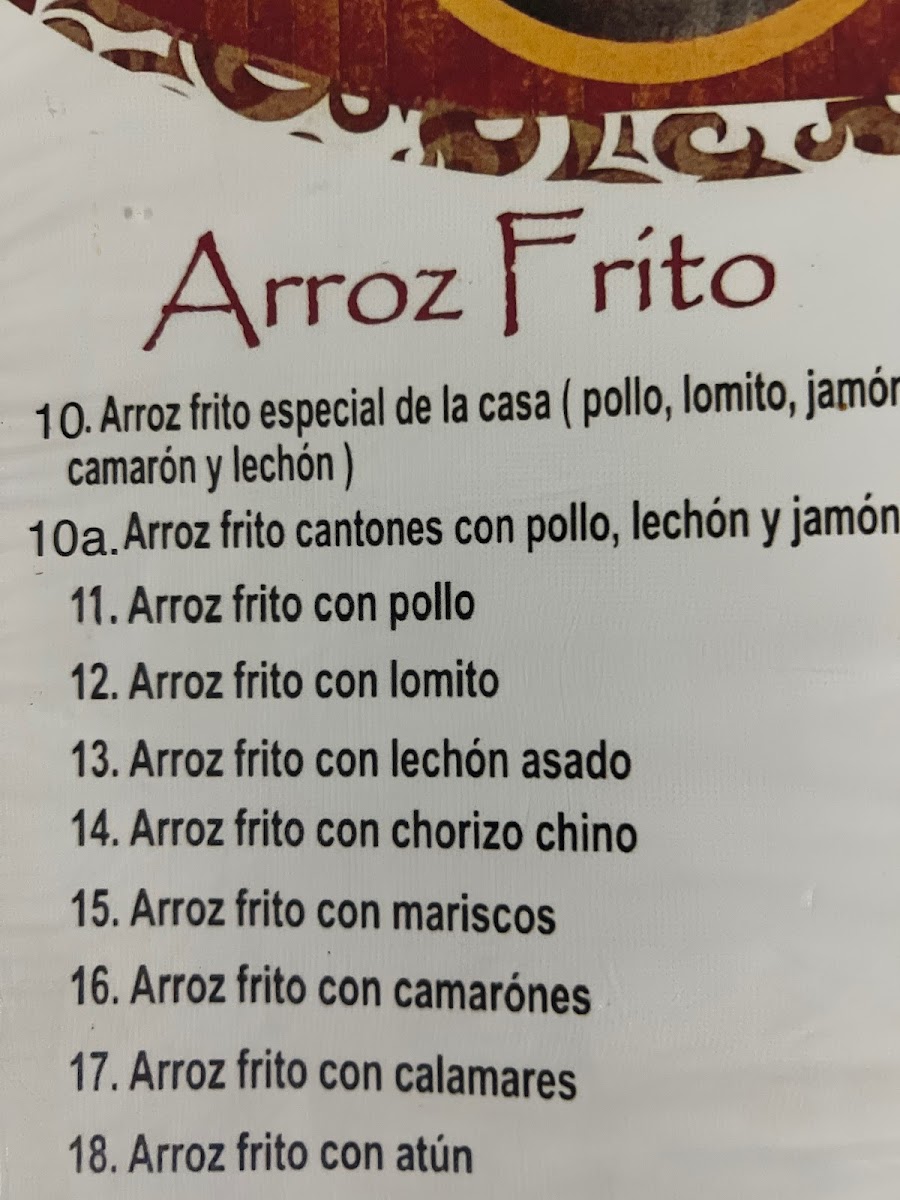 Arroz Frito
10. Arroz frito especial de la casa ( pollo, lomito, jamón
camarón y lechón )
10a. Arroz frito cantones con pollo, lechón y jamón
11. Arroz frito con pollo
12. Arroz frito con lomito
13. Arroz frito con lechón asado
14. Arroz frito con chorizo chino
15. Arroz frito con mariscos
16. Arroz frito con camarónes
17. Arroz frito con calamares
18. Arroz frito con atún